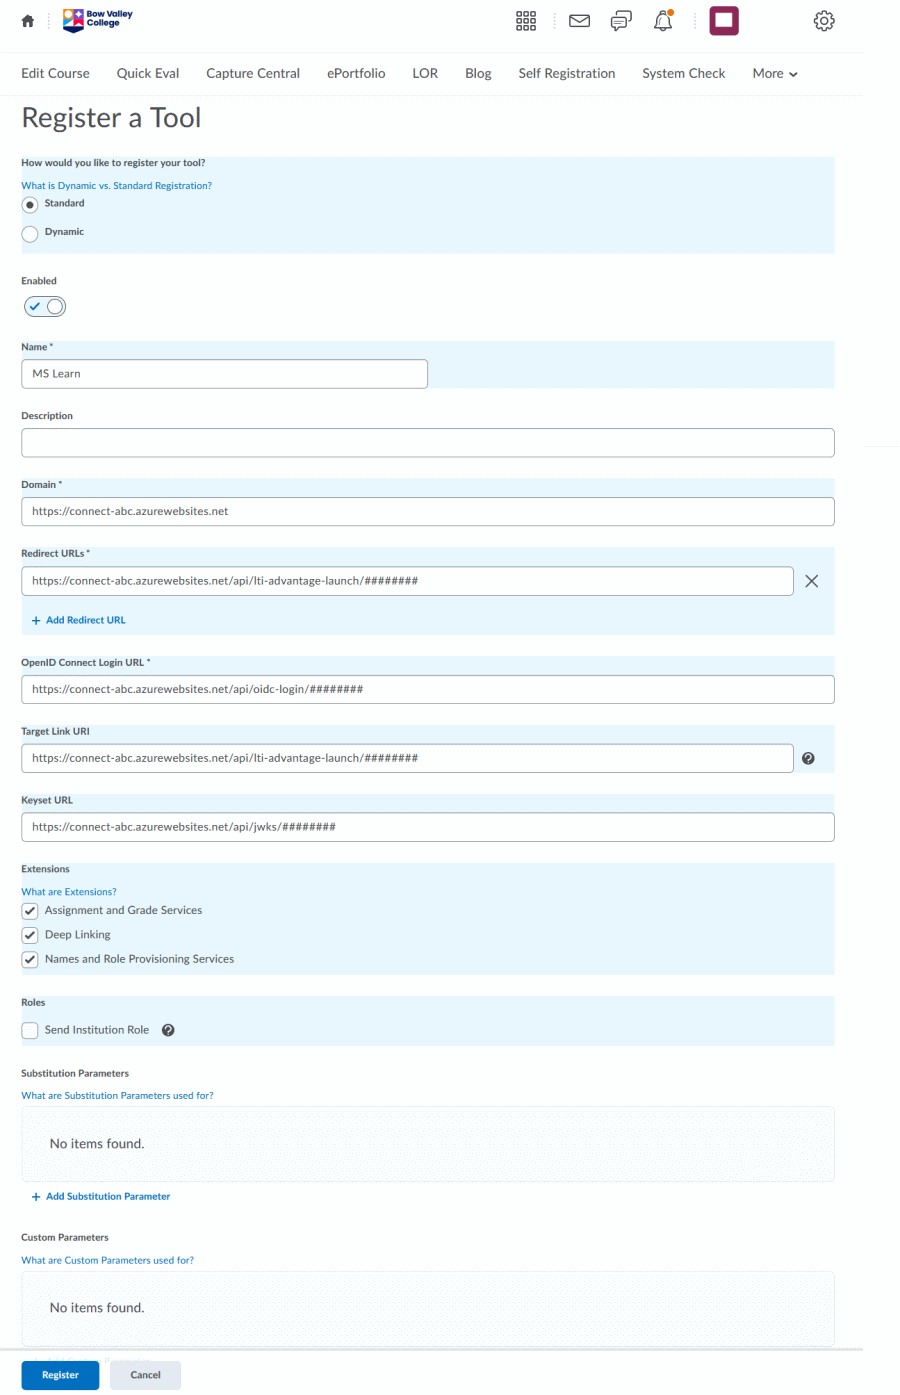 Bow Valley
College
Edit Course Quick Eval Capture Central ePortfolio LOR Blog Self Registration System Check More
Register a Tool
How would you like to register your tool?
What is Dynamic vs. Standard Registration?
Standard
Dynamic
Enabled
Name *
MS Learn
Description
Domain *
https://connect-abc.azurewebsites.net
Redirect URLs *
https://connect-abc.azurewebsites.net/api/lti-advantage-launch/########
+ Add Redirect URL
OpenID Connect Login URL *
https://connect-abc.azurewebsites.net/api/oidc-login/########
Target Link URI
https://connect-abc.azurewebsites.net/api/lti-advantage-launch/########
Keyset URL
https://connect-abc.azurewebsites.net/api/jwks/########
Extensions
What are Extensions?
Assignment and Grade Services
Deep Linking
Names and Role Provisioning Services
Roles
Send Institution Role
Substitution Parameters
What are Substitution Parameters used for?
No items found.
+ Add Substitution Parameter
Custom Parameters
What are Custom Parameters used for?
No items found.
Register Cancel